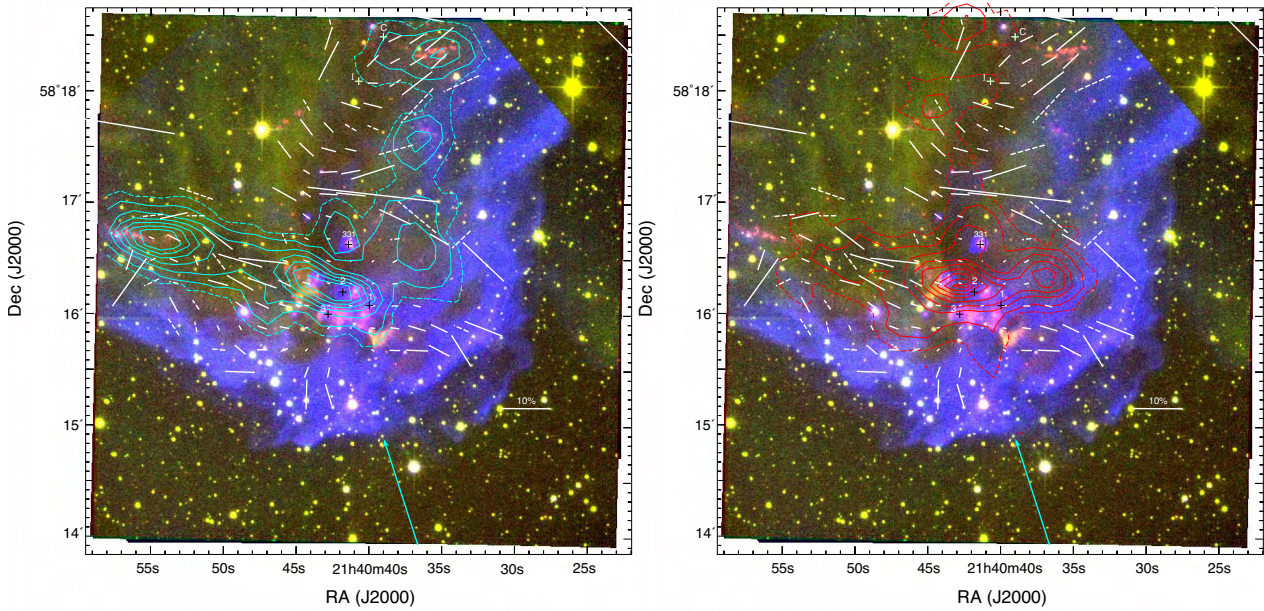 C
I
58°18′
17′
331
2
16′
10%
15′
14′
55s
50s
45s
21h40m40s
35s
30s
25s
RA (J2000)
Dec (J2000)
C
I
58°18′
17′
331
2
16′
10%
15′
14′
55s
50s
45s
21h40m40s
35s
30s
25s
RA (J2000)
Dec (J2000)